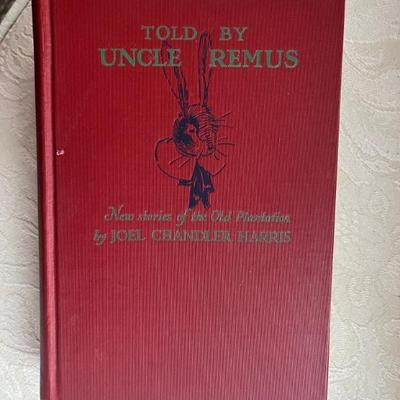 TOLD BY
UNCLE REMUS
New stories of the Old Plantation
by JOEL CHANDLER HARRIS